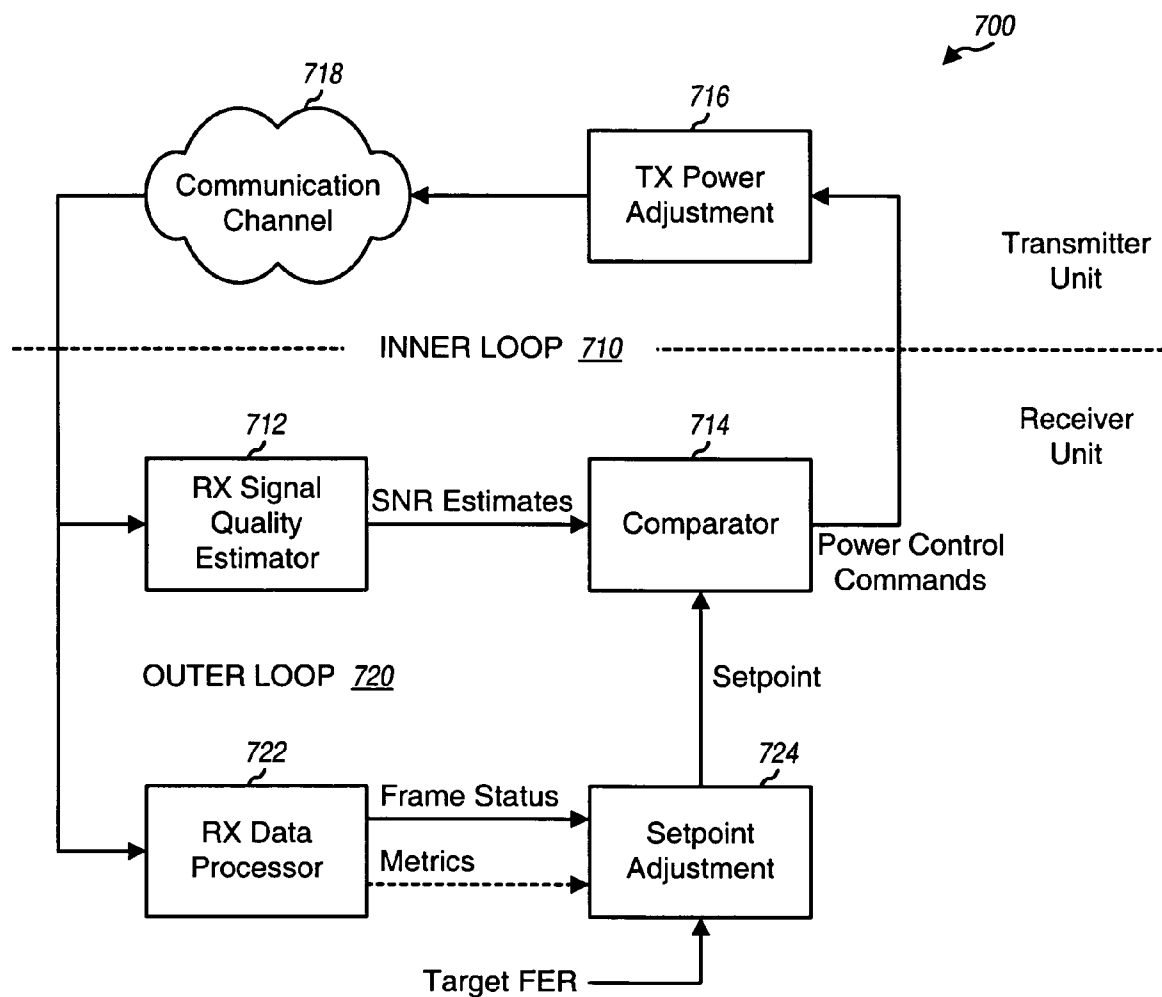 700
718
716
Communication
Channel
TX Power
Adjustment
Transmitter
Unit
INNER LOOP 710
Receiver
Unit
712
714
RX Signal
Quality
Estimator
SNR Estimates
Comparator
Power Control
Commands
OUTER LOOP 720
Setpoint
722
724
Frame Status
RX Data
Processor
Metrics
Setpoint
Adjustment
Target FER